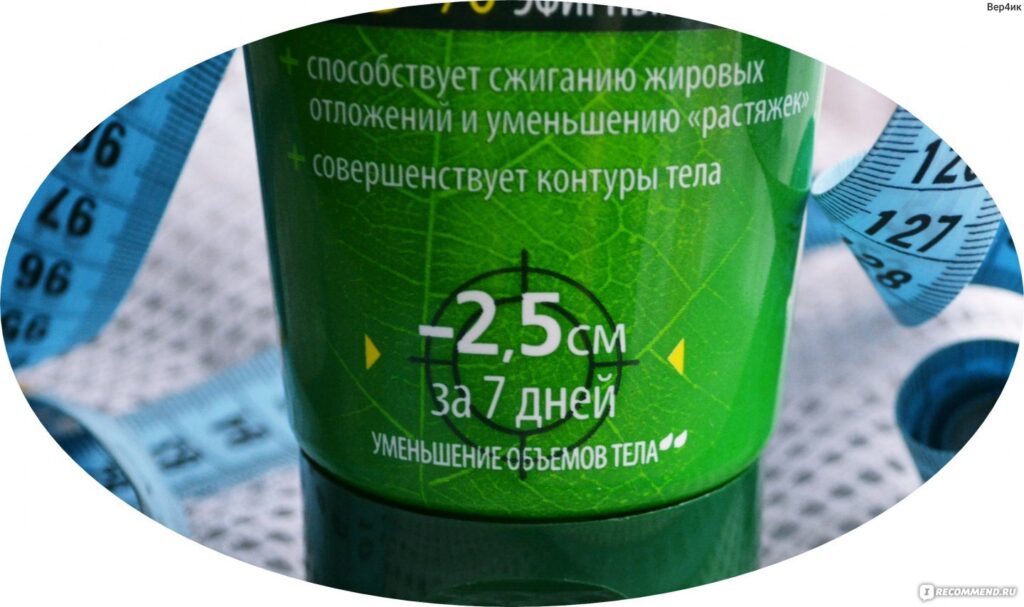 Вер4ик
способствует сжиганию жировых
отложений и уменьшению «растяжек»
совершенствует контуры тела
–2,5см
за 7 дней
УМЕНЬШЕНИЕ ОБЪЕМОВ ТЕЛА
96
97
96
127
128
I RECOMMEND.RU